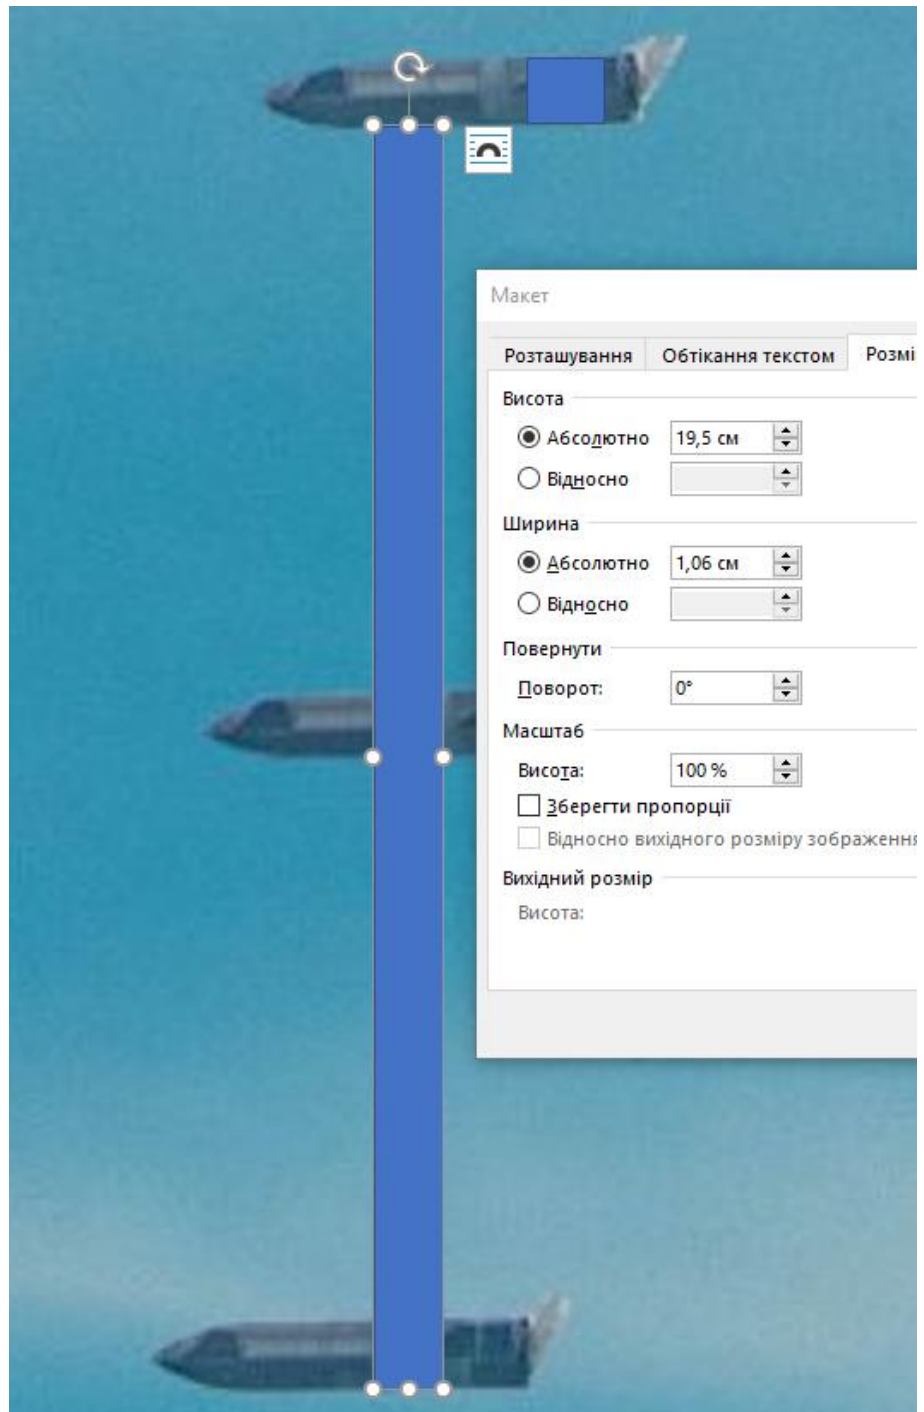 Макет
Розташування
Обтікання текстом
Розмі
Висота
Абсолютно 19,5 см
Відносно
Ширина
Абсолютно 1,06 см
Відносно
Повернути
Поворот: 0°
Масштаб
Висота: 100 %
Зберегти пропорції
Відносно вихідного розміру зображення
Вихідний розмір
Висота: